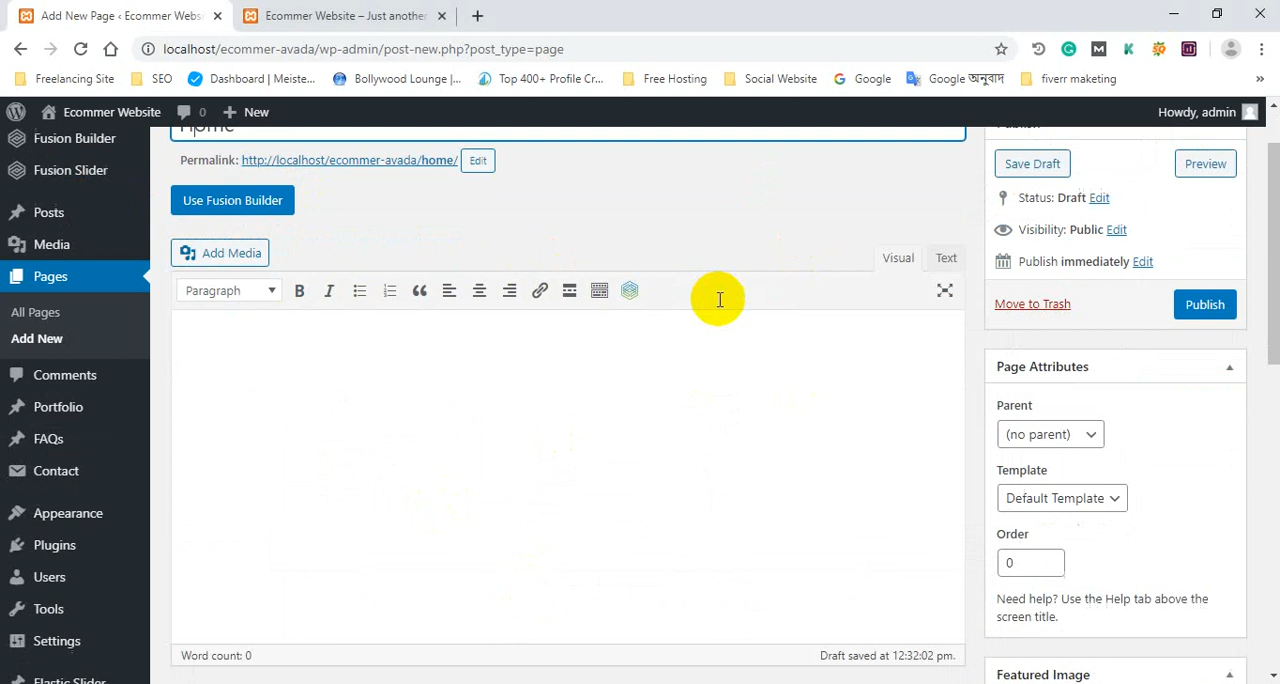 Add New Page ‹ Ecommer Webs
Ecommer Website – Just another
localhost/ecommer-avada/wp-admin/post-new.php?post_type=page
Freelancing Site
SEO
Dashboard | Meiste...
Bollywood Lounge |...
Top 400+ Profile Cr...
Free Hosting
Social Website
Google
Google অনুবাদ
fiverr maketing
»
Ecommer Website
0
New
Howdy, admin
Fusion Builder
Fusion Slider
Posts
Media
Pages
All Pages
Add New
Comments
Portfolio
FAQs
Contact
Appearance
Plugins
Users
Tools
Settings
Elastic Slider
Home
Permalink: http://localhost/ecommer-avada/home/ Edit
Use Fusion Builder
Add Media
Visual
Text
Paragraph
B
I
Word count: 0
Draft saved at 12:32:02 pm.
Publish
Save Draft
Preview
Status: Draft Edit
Visibility: Public Edit
Publish immediately Edit
Move to Trash
Publish
Page Attributes
Parent
(no parent)
Template
Default Template
Order
0
Need help? Use the Help tab above the
screen title.
Featured Image